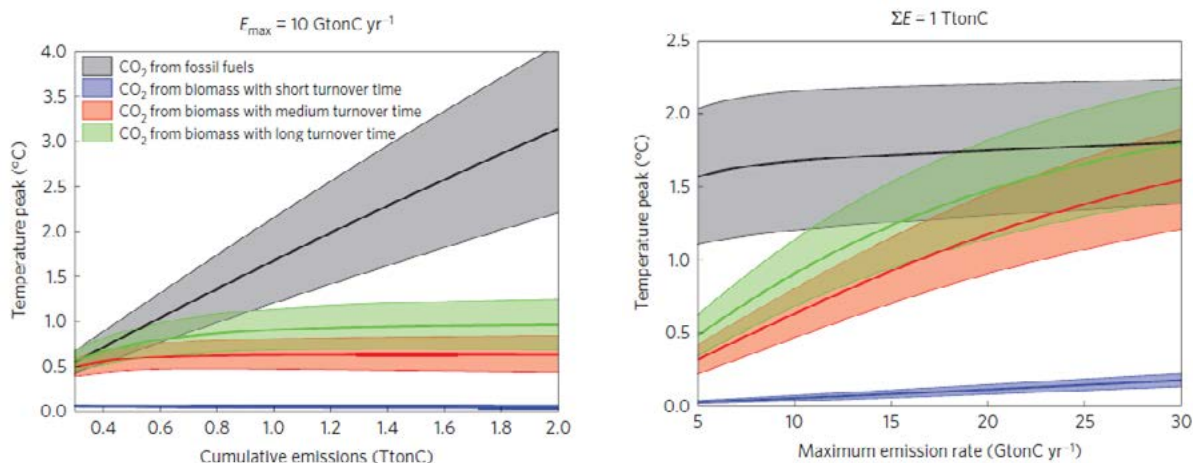 E_max = 10 GtonC yr⁻¹
4.0
3.5
3.0
2.5
2.0
1.5
1.0
0.5
0.0
Temperature peak (°C)
CO₂ from fossil fuels
CO₂ from biomass with short turnover time
CO₂ from biomass with medium turnover time
CO₂ from biomass with long turnover time
0.4 0.6 0.8 1.0 1.2 1.4 1.6 1.8 2.0
Cumulative emissions (TtonC)
ΣE = 1 TtonC
2.5
2.0
1.5
1.0
0.5
0.0
Temperature peak (°C)
5 10 15 20 25 30
Maximum emission rate (GtonC yr⁻¹)